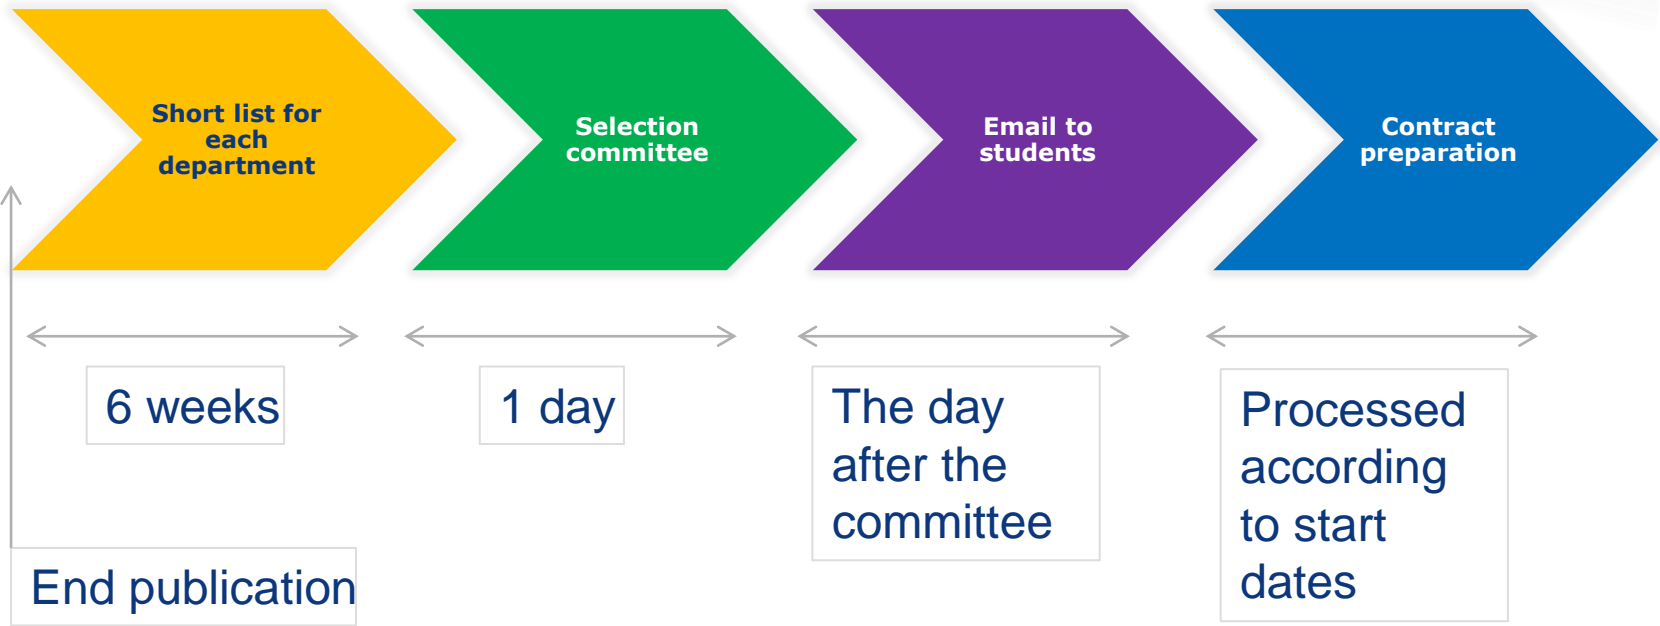 Short list for
each
department
Selection
committee
Email to
students
Contract
preparation
6 weeks
1 day
The day
after the
committee
Processed
according
to start
dates
End publication